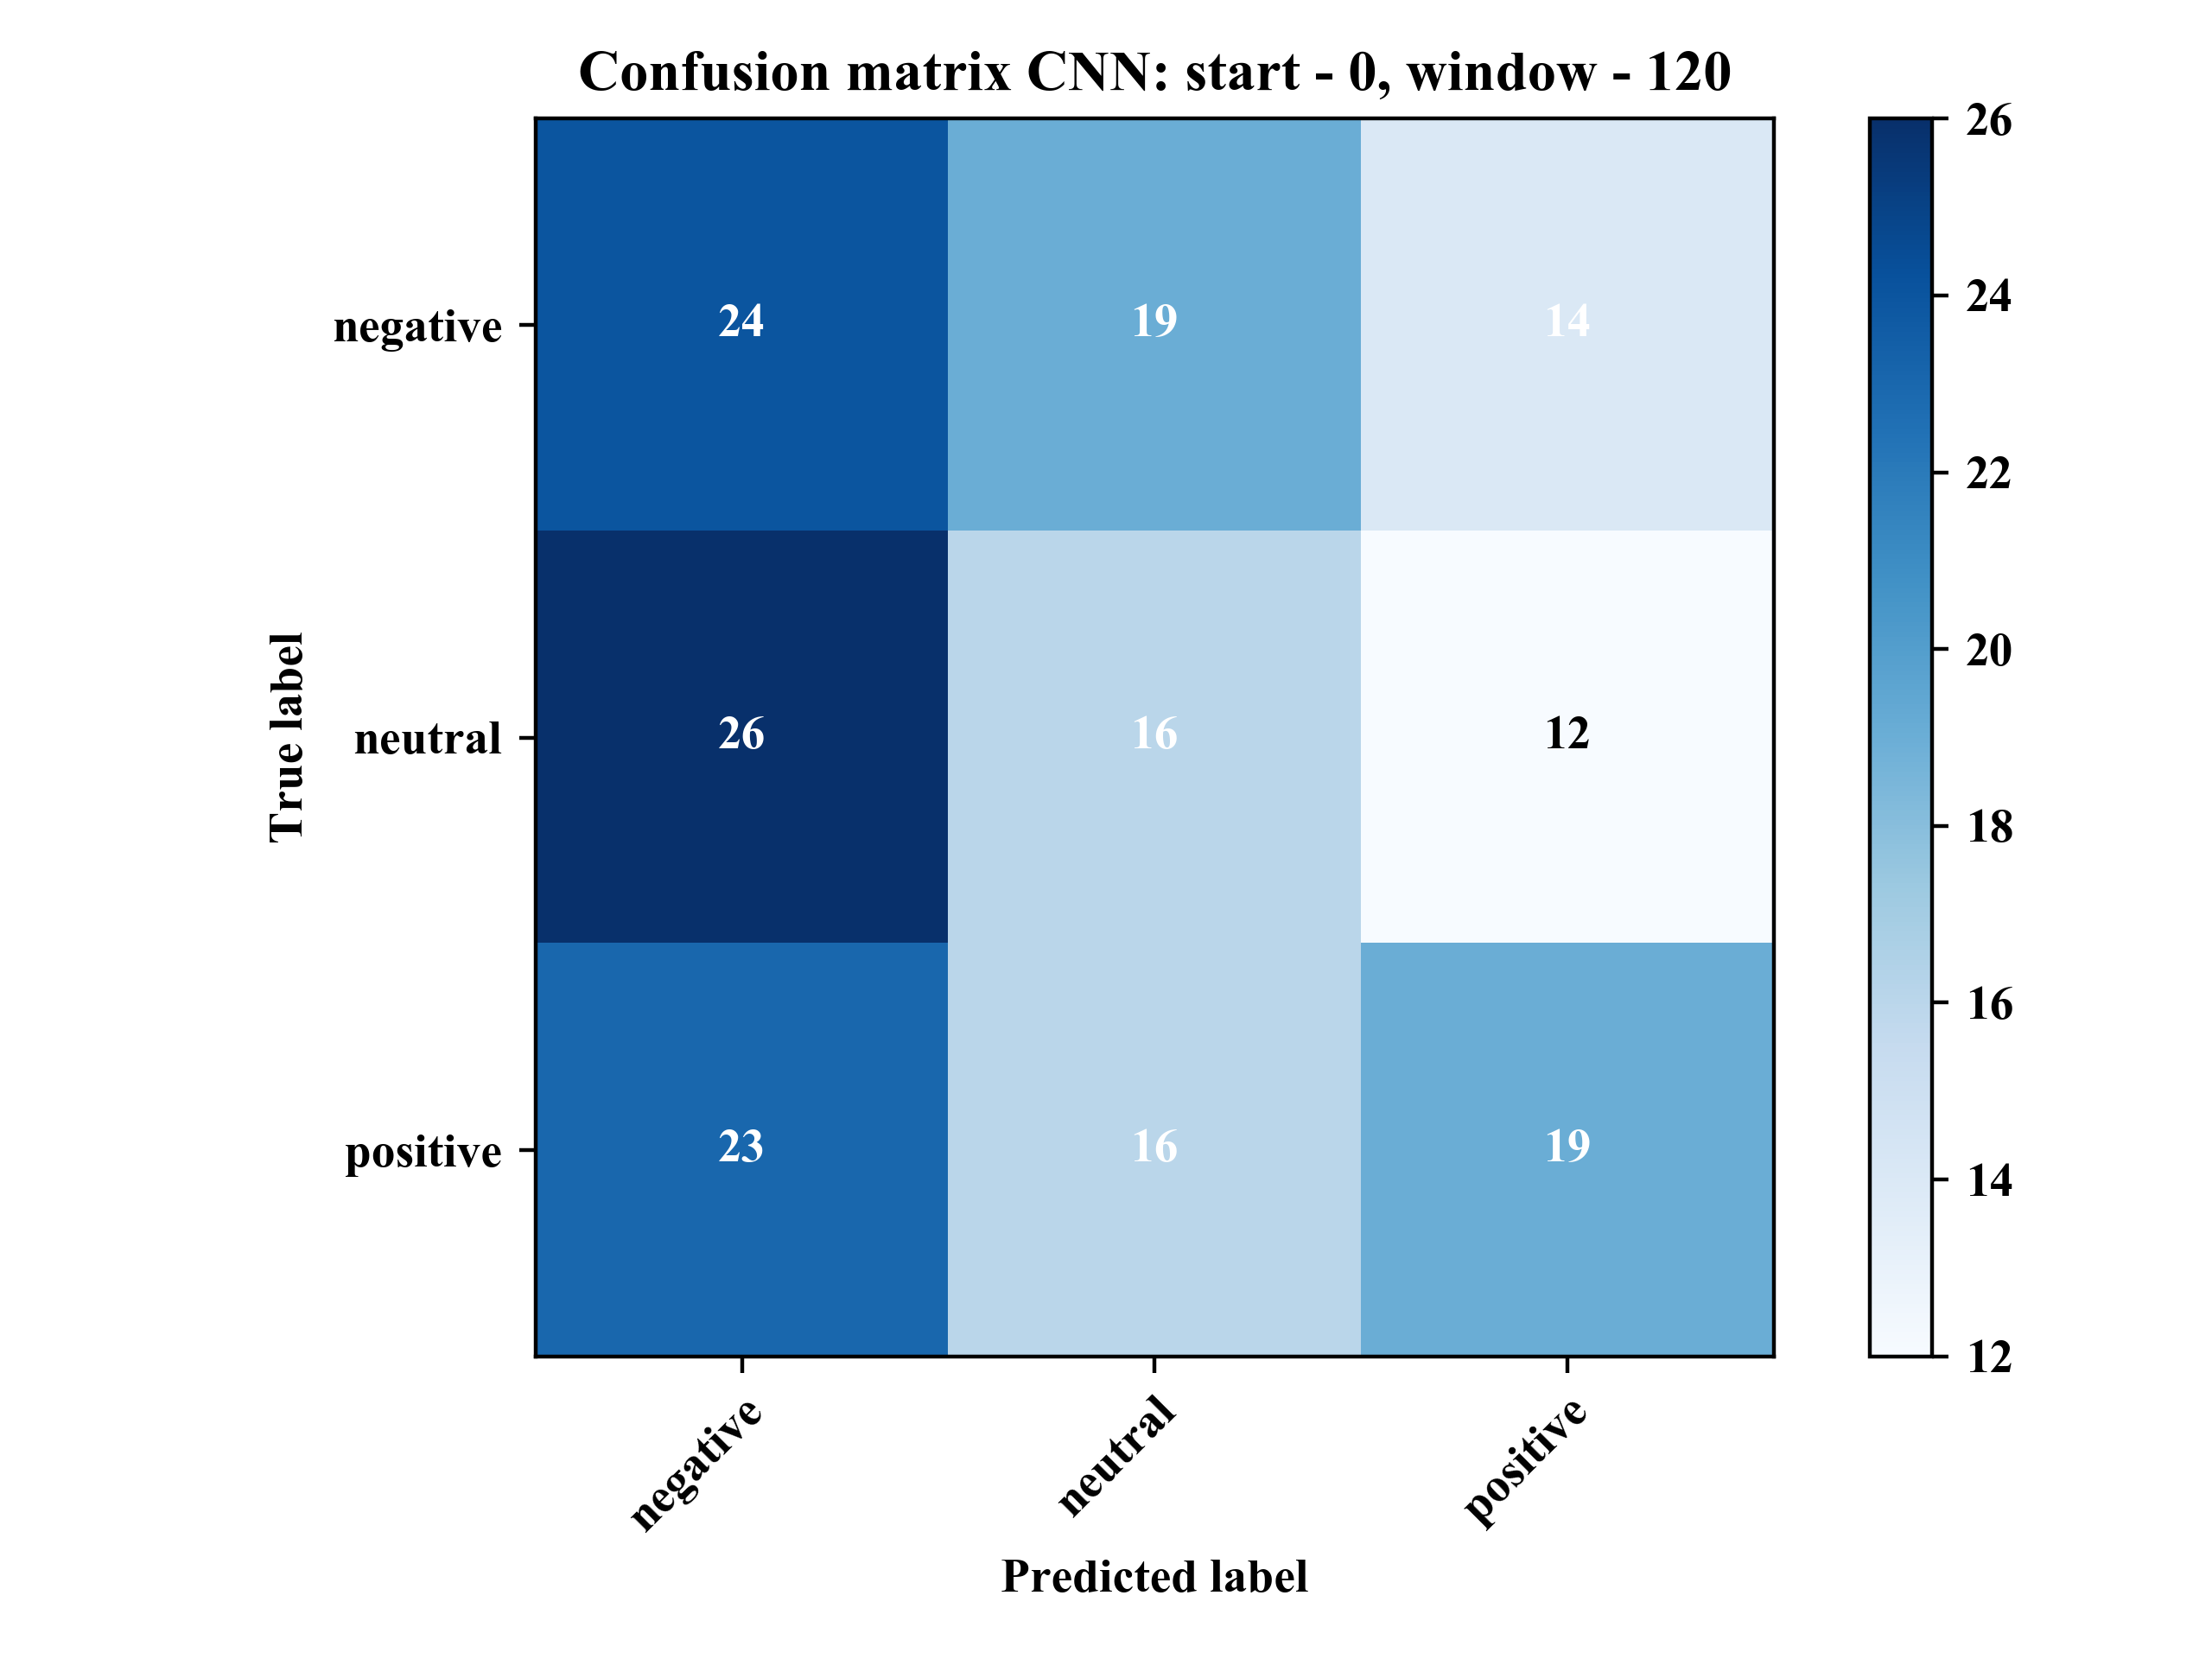 Confusion matrix CNN: start - 0, window - 120
True label
negative
24 19 14
neutral
26 16 12
positive
23 16 19
negative neutral positive
Predicted label
26
24
22
20
18
16
14
12